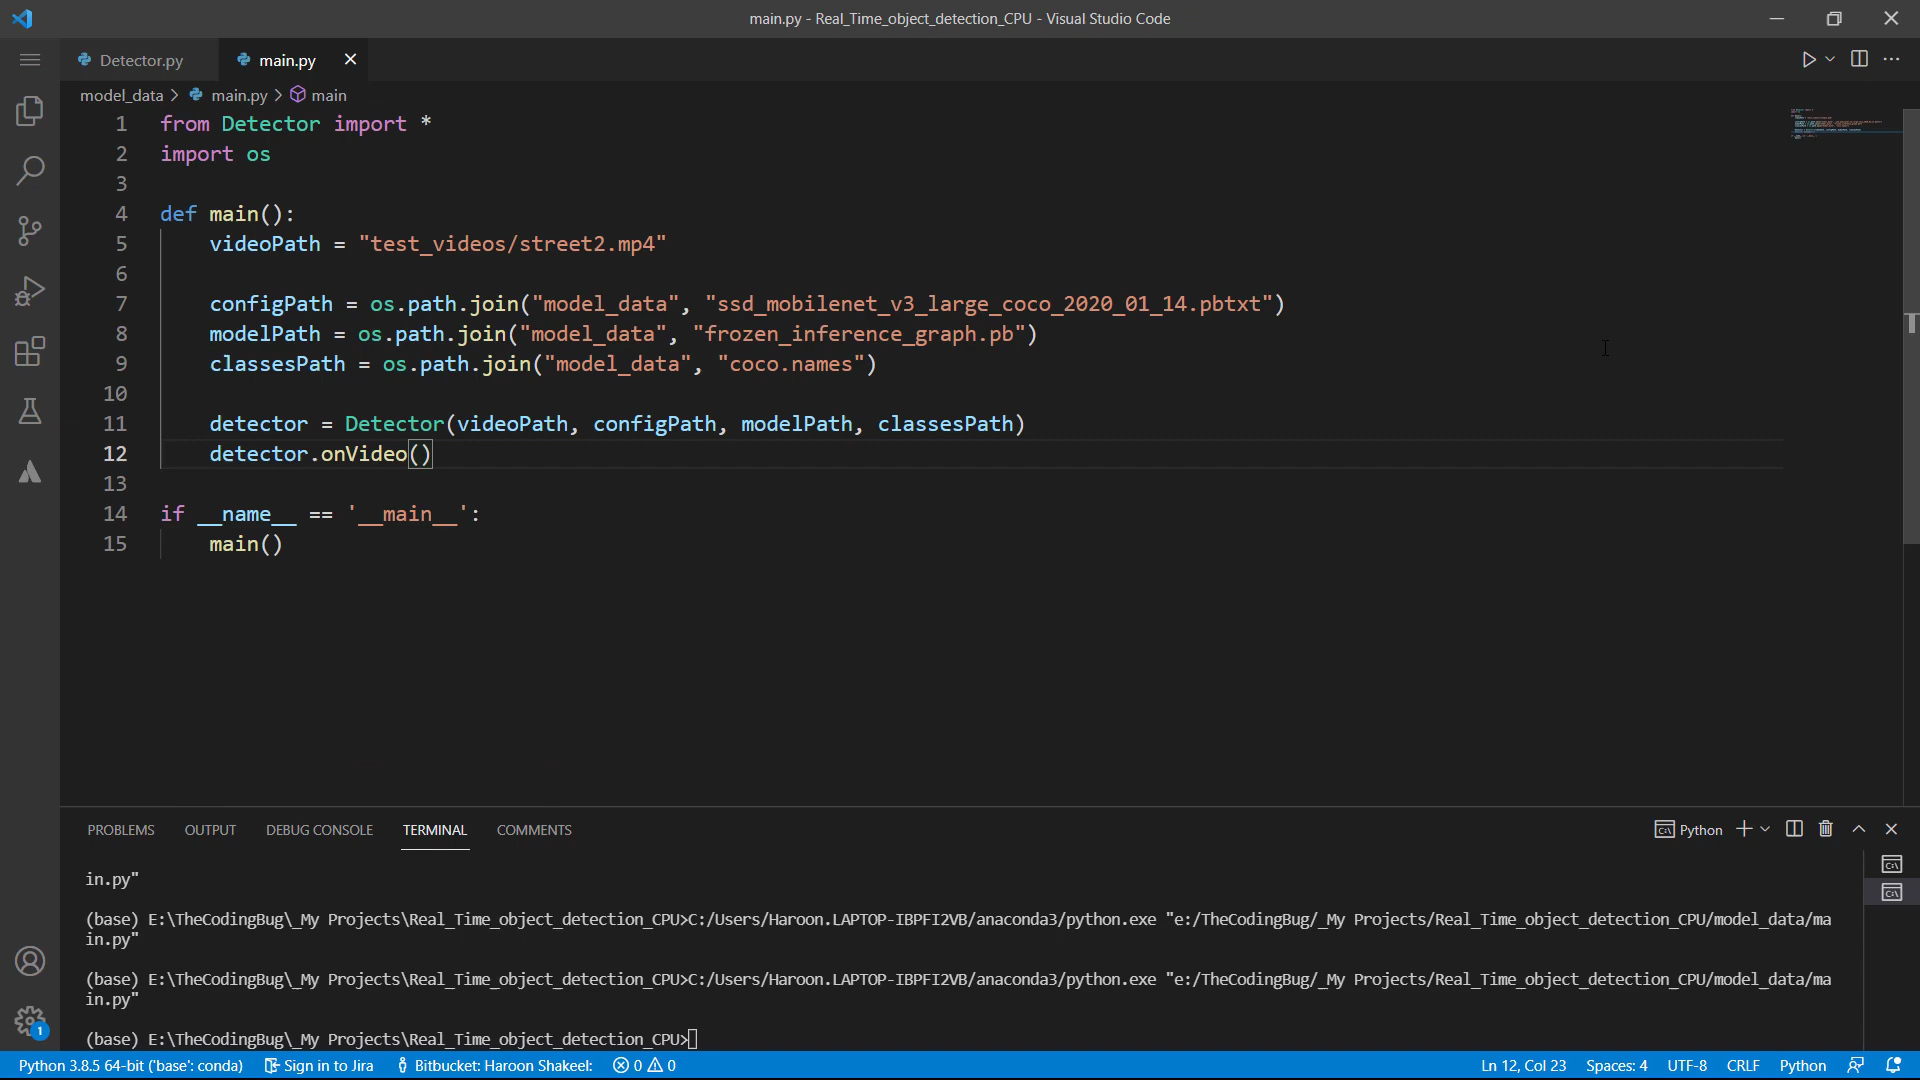 main.py - Real_Time_object_detection_CPU - Visual Studio Code
Detector.py
main.py
model_data > main.py > main
1 from Detector import *
2 import os
3
4 def main():
5 videoPath = "test_videos/street2.mp4"
6
7 configPath = os.path.join("model_data", "ssd_mobilenet_v3_large_coco_2020_01_14.pbtxt")
8 modelPath = os.path.join("model_data", "frozen_inference_graph.pb")
9 classesPath = os.path.join("model_data", "coco.names")
10
11 detector = Detector(videoPath, configPath, modelPath, classesPath)
12 detector.onVideo()
13
14 if __name__ == '__main__':
15 main()
PROBLEMS OUTPUT DEBUG CONSOLE TERMINAL COMMENTS
Python
in.py"
(base) E:\TheCodingBug\_My Projects\Real_Time_object_detection_CPU>C:/Users/Haroon.LAPTOP-IBPFI2VB/anaconda3/python.exe "e:/TheCodingBug/_My Projects/Real_Time_object_detection_CPU/model_data/ma
in.py"
(base) E:\TheCodingBug\_My Projects\Real_Time_object_detection_CPU>C:/Users/Haroon.LAPTOP-IBPFI2VB/anaconda3/python.exe "e:/TheCodingBug/_My Projects/Real_Time_object_detection_CPU/model_data/ma
in.py"
(base) E:\TheCodingBug\_My Projects\Real_Time_object_detection_CPU>
1
Python 3.8.5 64-bit ('base': conda) Sign in to Jira Bitbucket: Haroon Shakeel: 0 0 Ln 12, Col 23 Spaces: 4 UTF-8 CRLF Python